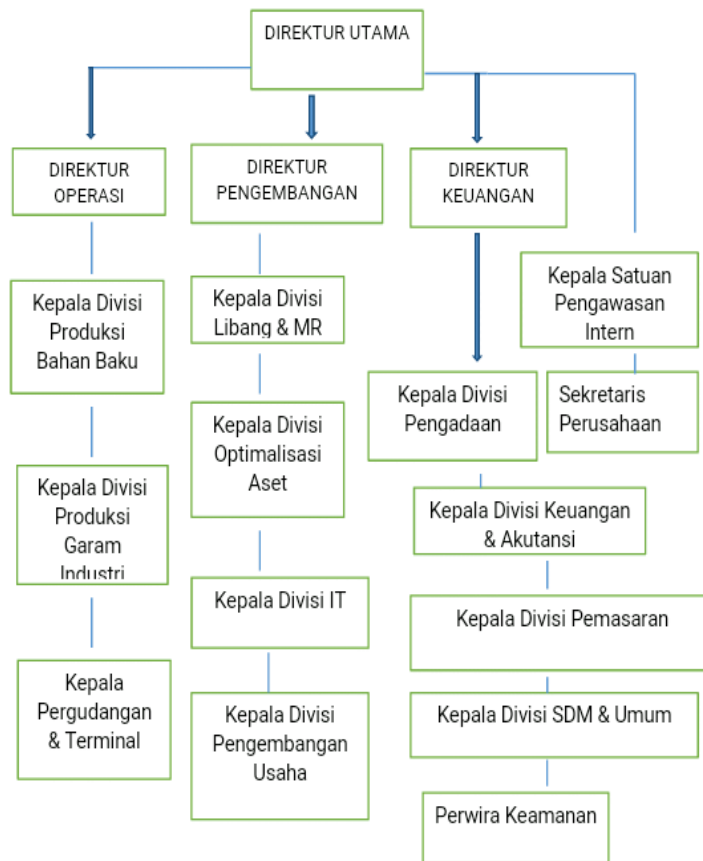 DIREKTUR UTAMA
DIREKTUR
OPERASI
DIREKTUR
PENGEMBANGAN
DIREKTUR
KEUANGAN
Kepala Divisi
Produksi
Bahan Baku
Kepala Divisi
Libang & MR
Kepala Satuan
Pengawasan
Intern
Kepala Divisi
Pengadaan
Sekretaris
Perusahaan
Kepala Divisi
Optimalisasi
Aset
Kepala Divisi
Produksi
Garam
Industri
Kepala Divisi Keuangan
& Akutansi
Kepala Divisi IT
Kepala Divisi Pemasaran
Kepala
Pergudangan
& Terminal
Kepala Divisi
Pengembangan
Usaha
Kepala Divisi SDM & Umum
Perwira Keamanan